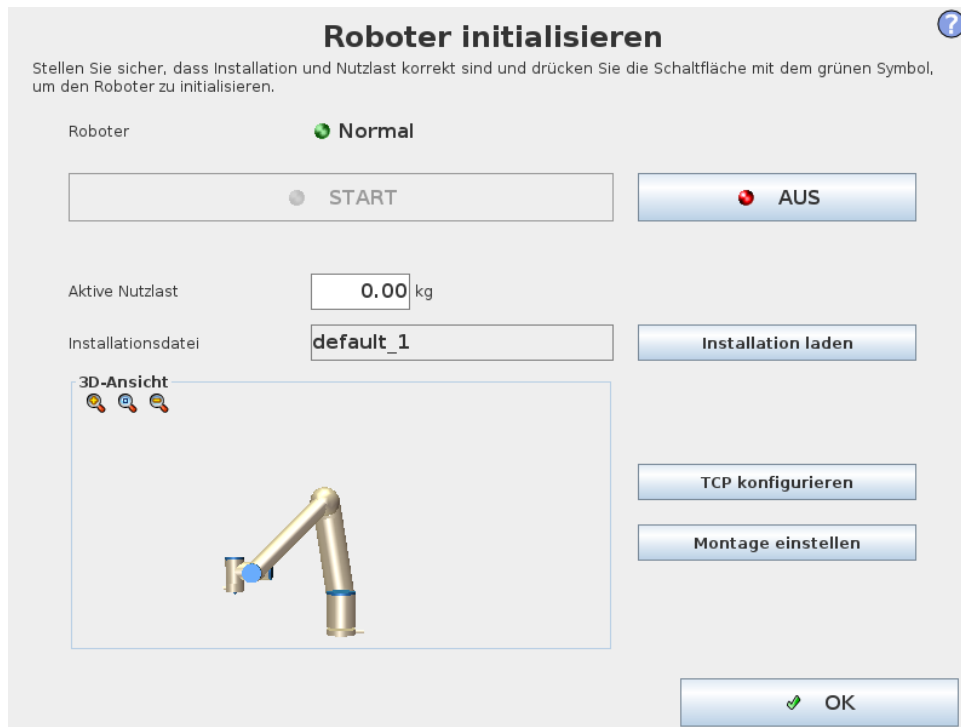 Roboter initialisieren
?
Stellen Sie sicher, dass Installation und Nutzlast korrekt sind und drücken Sie die Schaltfläche mit dem grünen Symbol,
um den Roboter zu initialisieren.
Roboter Normal
START AUS
Aktive Nutzlast 0.00 kg
Installationsdatei default_1 Installation laden
3D-Ansicht
TCP konfigurieren
Montage einstellen
OK